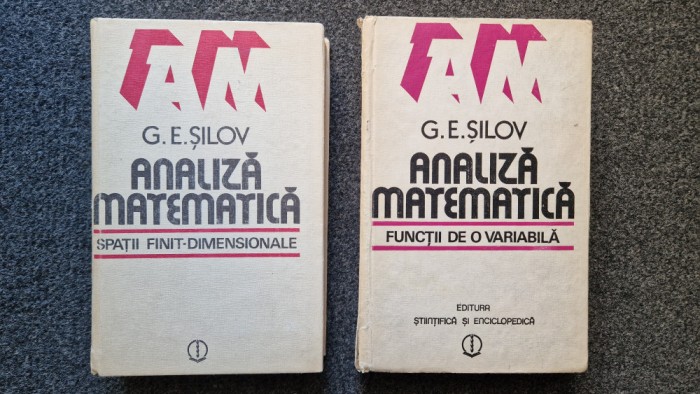 AM
G.E.ŞILOV
ANALIZĂ
MATEMATICĂ
SPAŢII FINIT-DIMENSIONALE
AM
G.E.ŞILOV
ANALIZĂ
MATEMATICĂ
FUNCŢII DE O VARIABILĂ
EDITURA
ŞTIINŢIFICĂ ŞI ENCICLOPEDICĂ